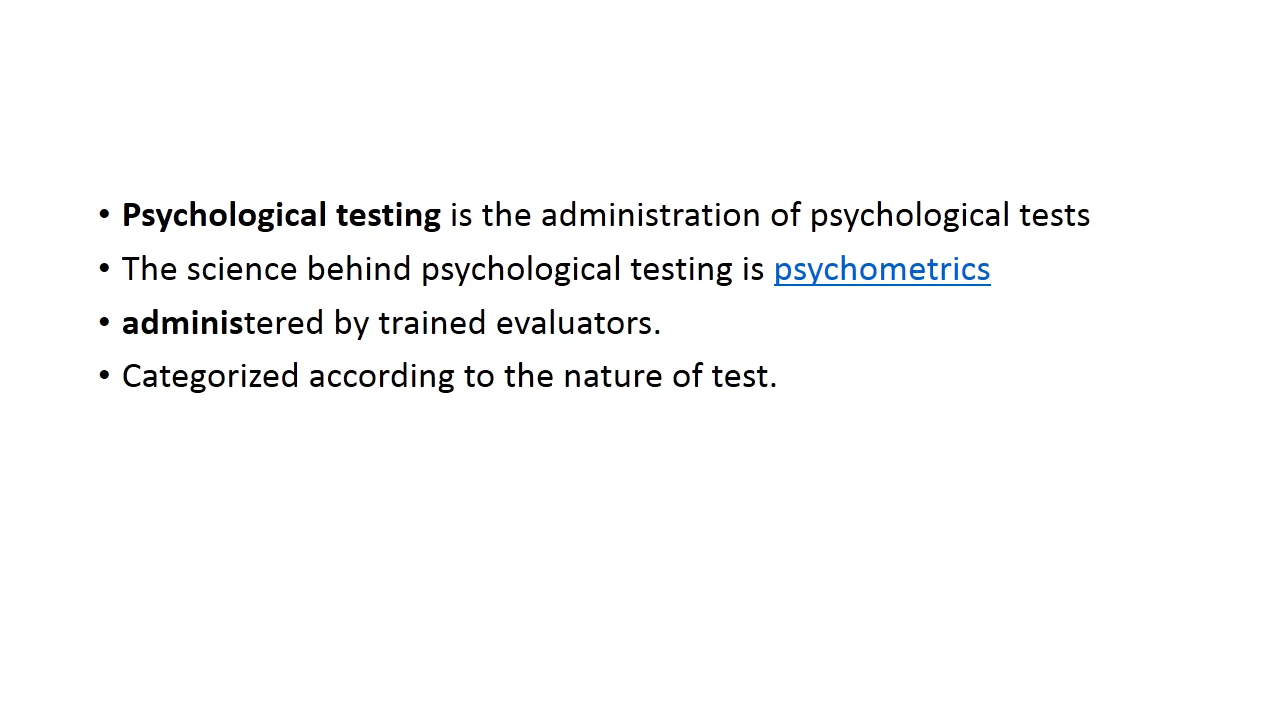 • Psychological testing is the administration of psychological tests
• The science behind psychological testing is psychometrics
• administered by trained evaluators.
• Categorized according to the nature of test.